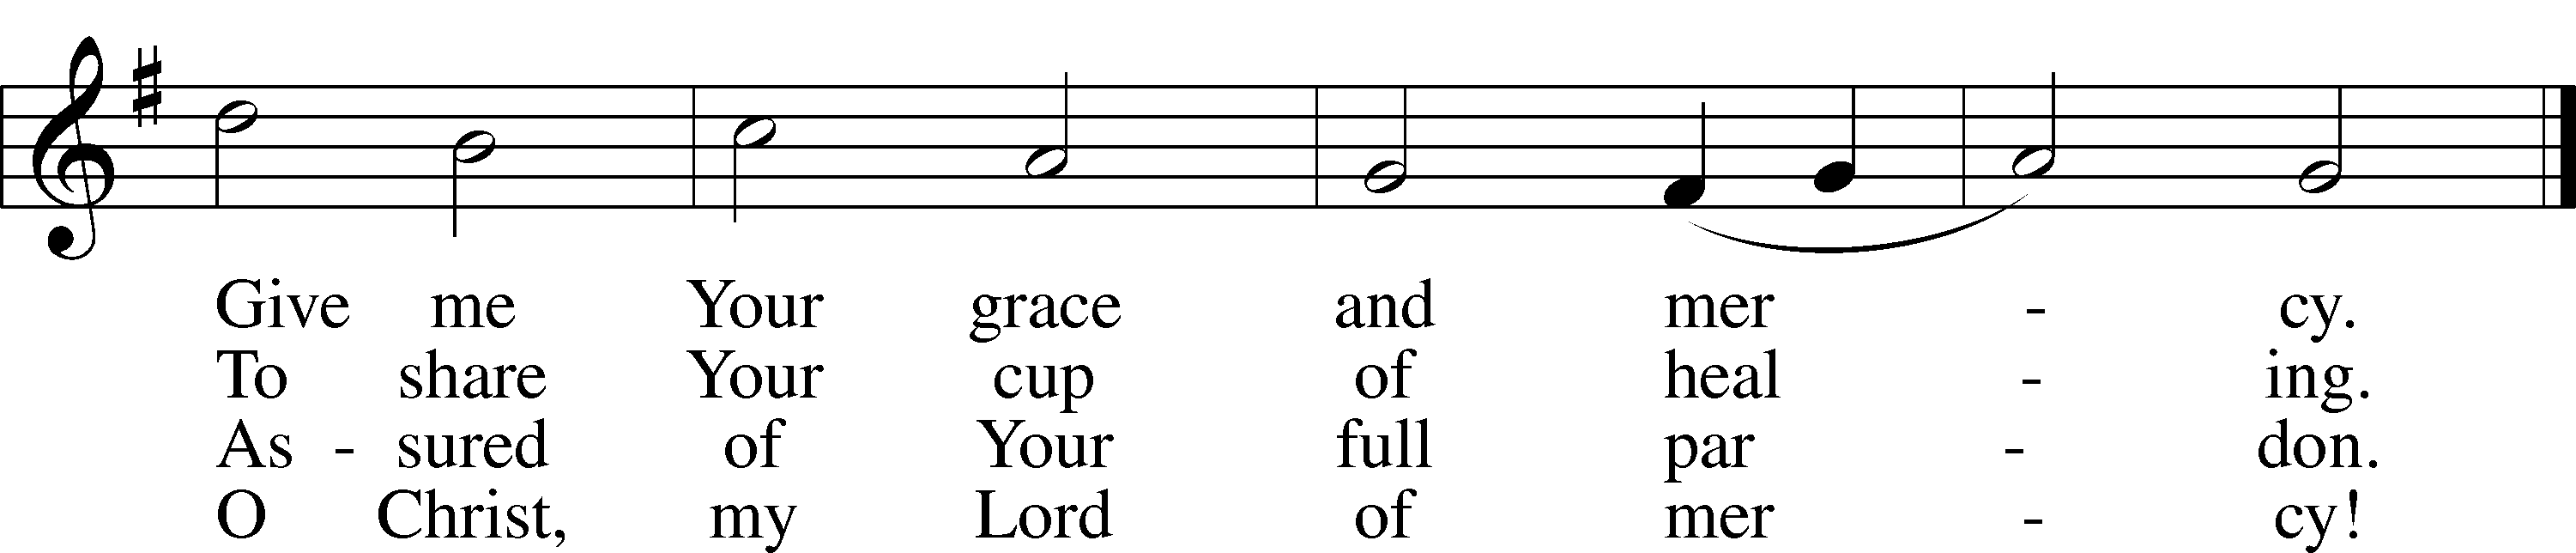 Give me Your grace and mer - cy.
To share Your cup of heal - ing.
As - sured of Your full par - don.
O Christ, my Lord of mer - cy!